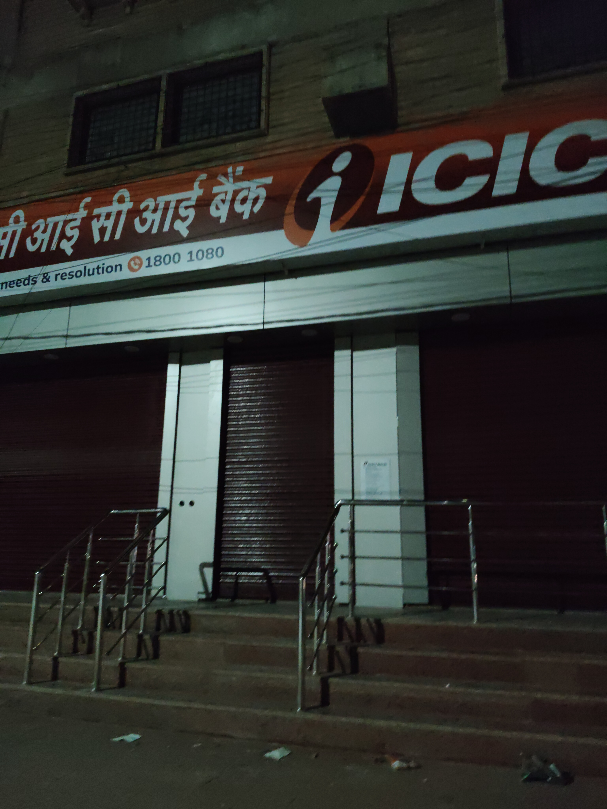 सी आई सी आई बैंक ICIC
needs & resolution 1800 1080